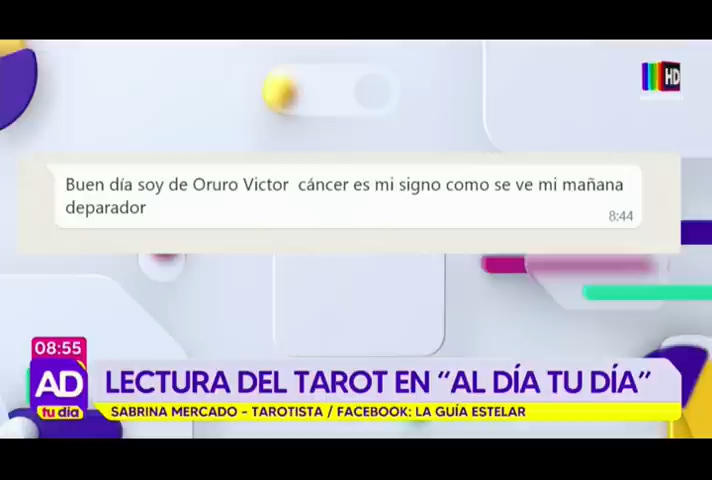 HD
Buen día soy de Oruro Victor cáncer es mi signo como se ve mi mañana
deparador
8:44
08:55
AD
tu día
LECTURA DEL TAROT EN “AL DÍA TU DÍA”
SABRINA MERCADO - TAROTISTA / FACEBOOK: LA GUÍA ESTELAR